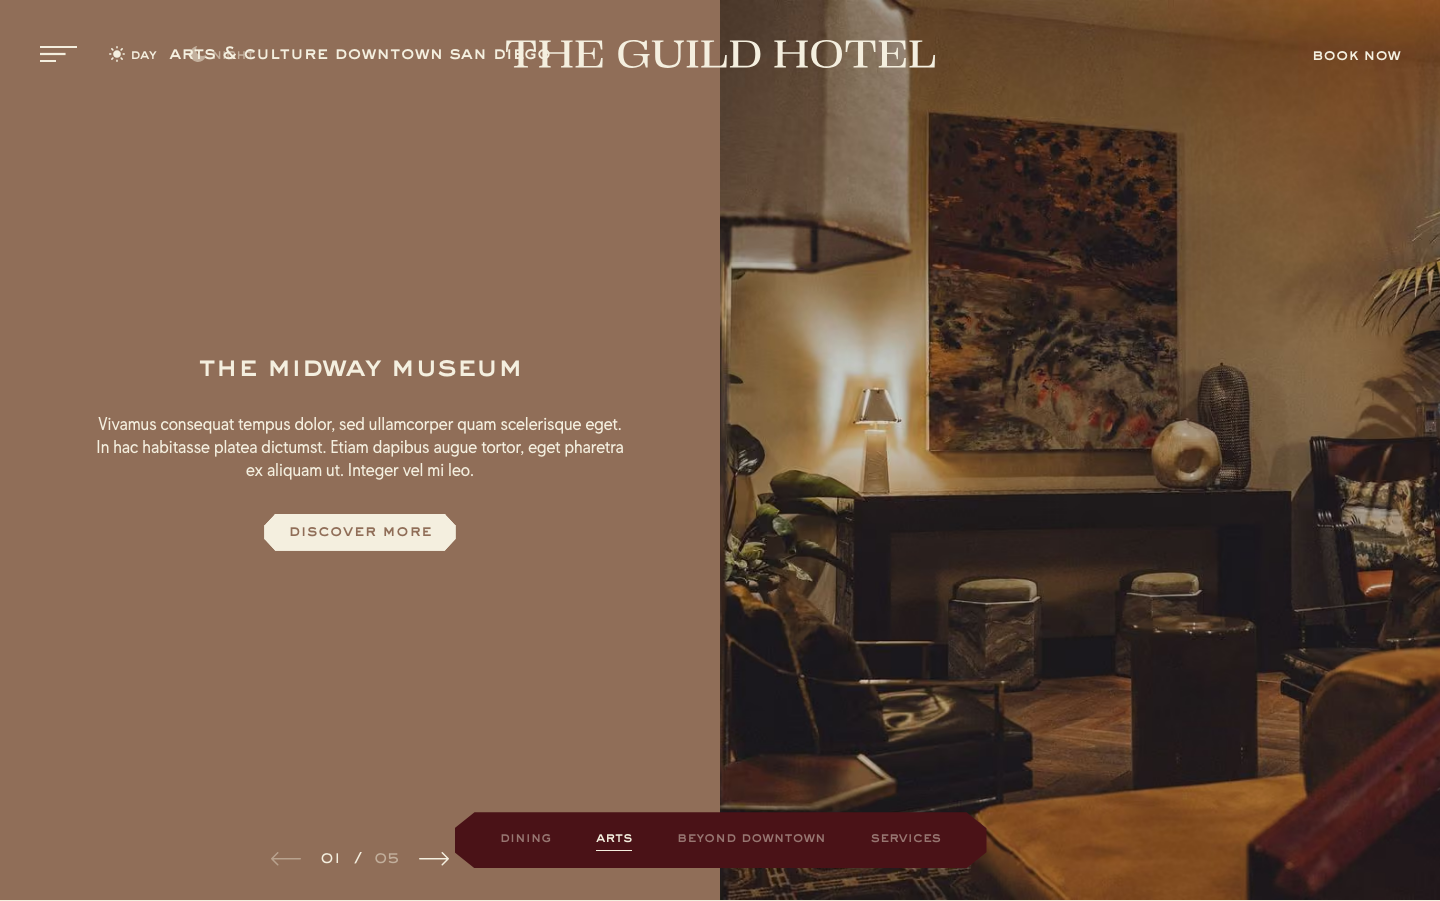 DAY
NIGHT
ARTS & CULTURE DOWNTOWN SAN DIEGO
THE GUILD HOTEL
BOOK NOW
THE MIDWAY MUSEUM
Vivamus consequat tempus dolor, sed ullamcorper quam scelerisque eget.
In hac habitasse platea dictumst. Etiam dapibus augue tortor, eget pharetra
ex aliquam ut. Integer vel mi leo.
DISCOVER MORE
DINING
ARTS
BEYOND DOWNTOWN
SERVICES
01 / 05